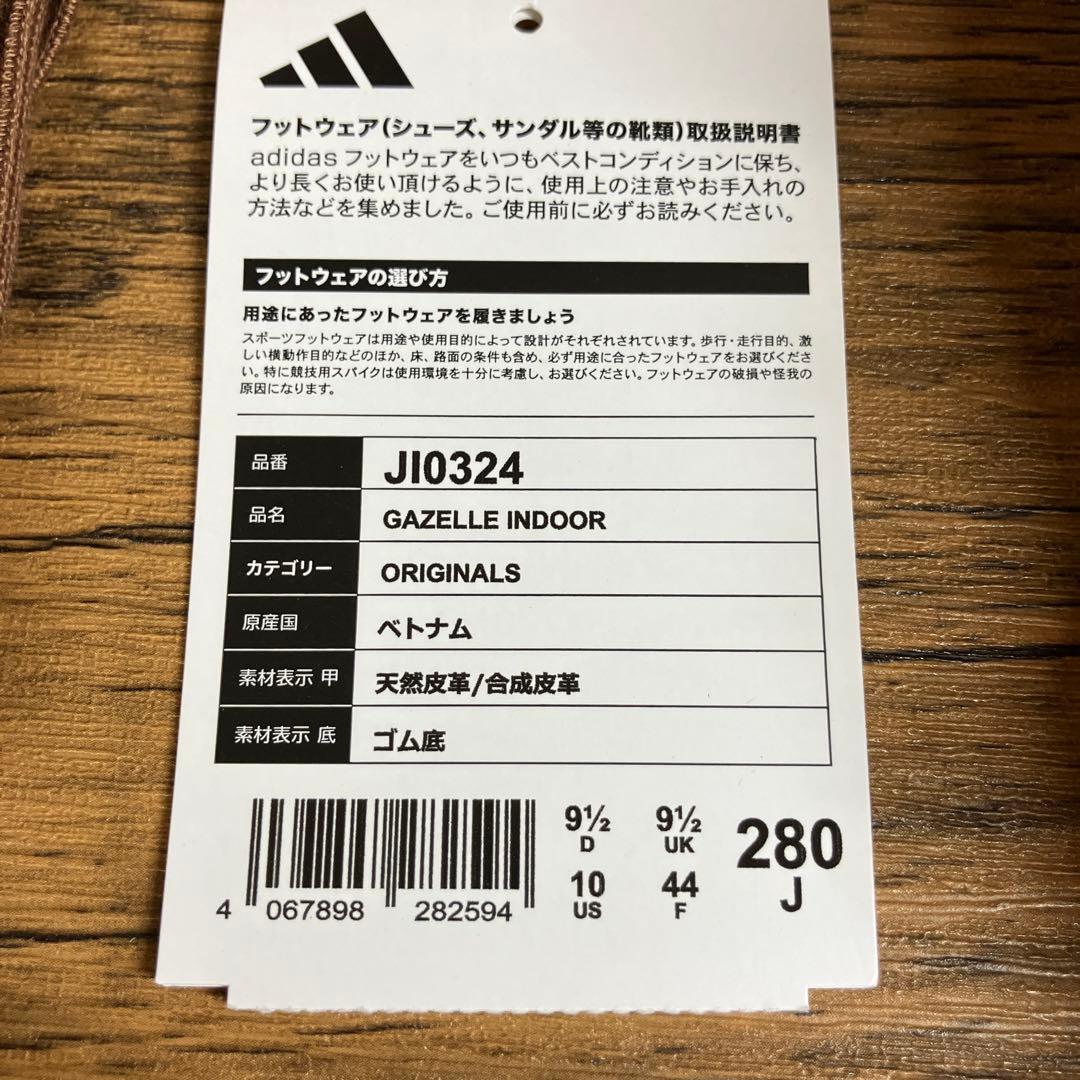 フットウェア(シューズ、サンダル等の靴類)取扱説明書
adidas フットウェアをいつもベストコンディションに保ち、
より長くお使い頂けるように、使用上の注意やお手入れの
方法などを集めました。ご使用前に必ずお読みください。
フットウェアの選び方
用途にあったフットウェアを履きましょう
スポーツフットウェアは用途や使用目的によって設計がそれぞれされています。歩行・走行目的、激
しい横動作目的などのほか、床、路面の条件も含め、必ず用途に合ったフットウェアをお選びくださ
い。特に競技用スパイクは使用環境を十分に考慮し、お選びください。フットウェアの破損や怪我の
原因になります。
品番 JI0324
品名 GAZELLE INDOOR
カテゴリー ORIGINALS
原産国 ベトナム
素材表示 甲 天然皮革/合成皮革
素材表示 底 ゴム底
9½ 9½ 280
D UK J
10 44
US F
4 067898 282594